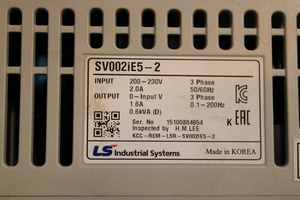 SV002iE5-2
INPUT 200-230V 3 Phase
2.0A 50/60Hz
OUTPUT 0-Input V 3 Phase
1.6A 0.1-200Hz
0.6kVA (D)
Ser. No 15100804654
Inspected by H.M.LEE
KCC-REM-LSR-SV002IE5-2
K EAC
LS Industrial Systems Made in KOREA